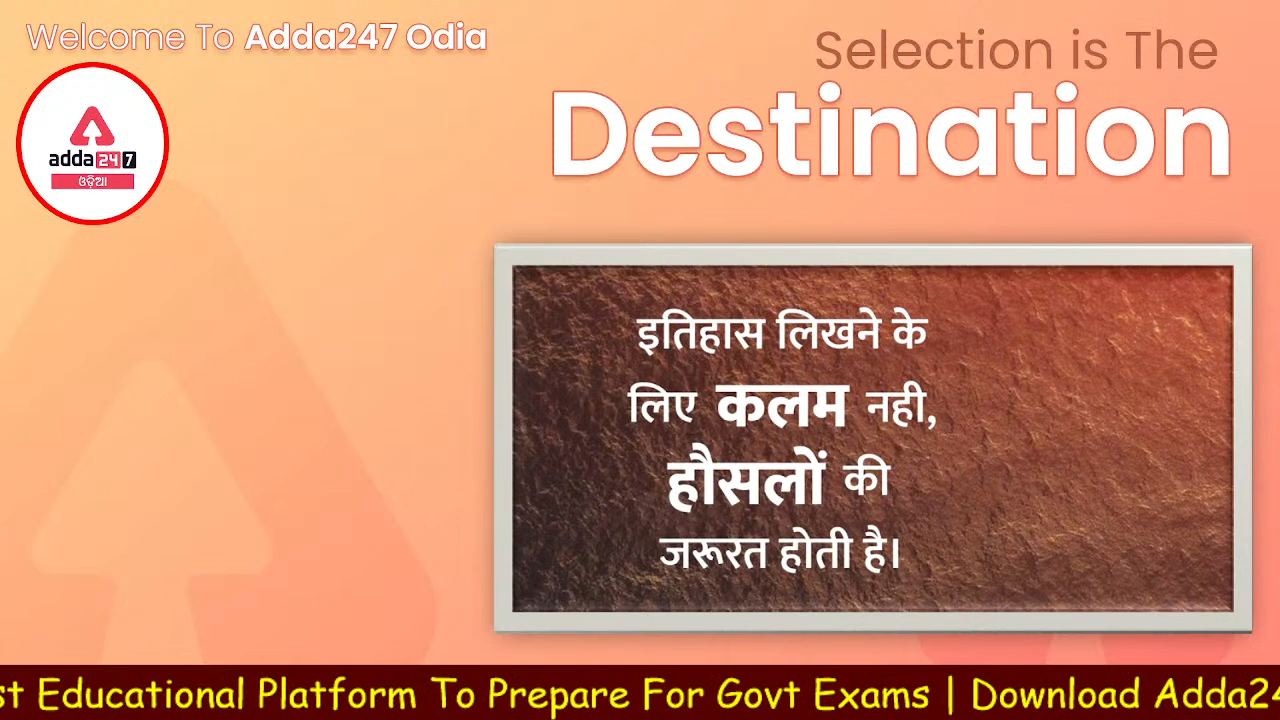 Welcome To Adda247 Odia
Selection is The
Destination
adda247
ଓଡ଼ିଆ
इतिहास लिखने के
लिए कलम नही,
हौसलों की
जरूरत होती है।
st Educational Platform To Prepare For Govt Exams | Download Adda24